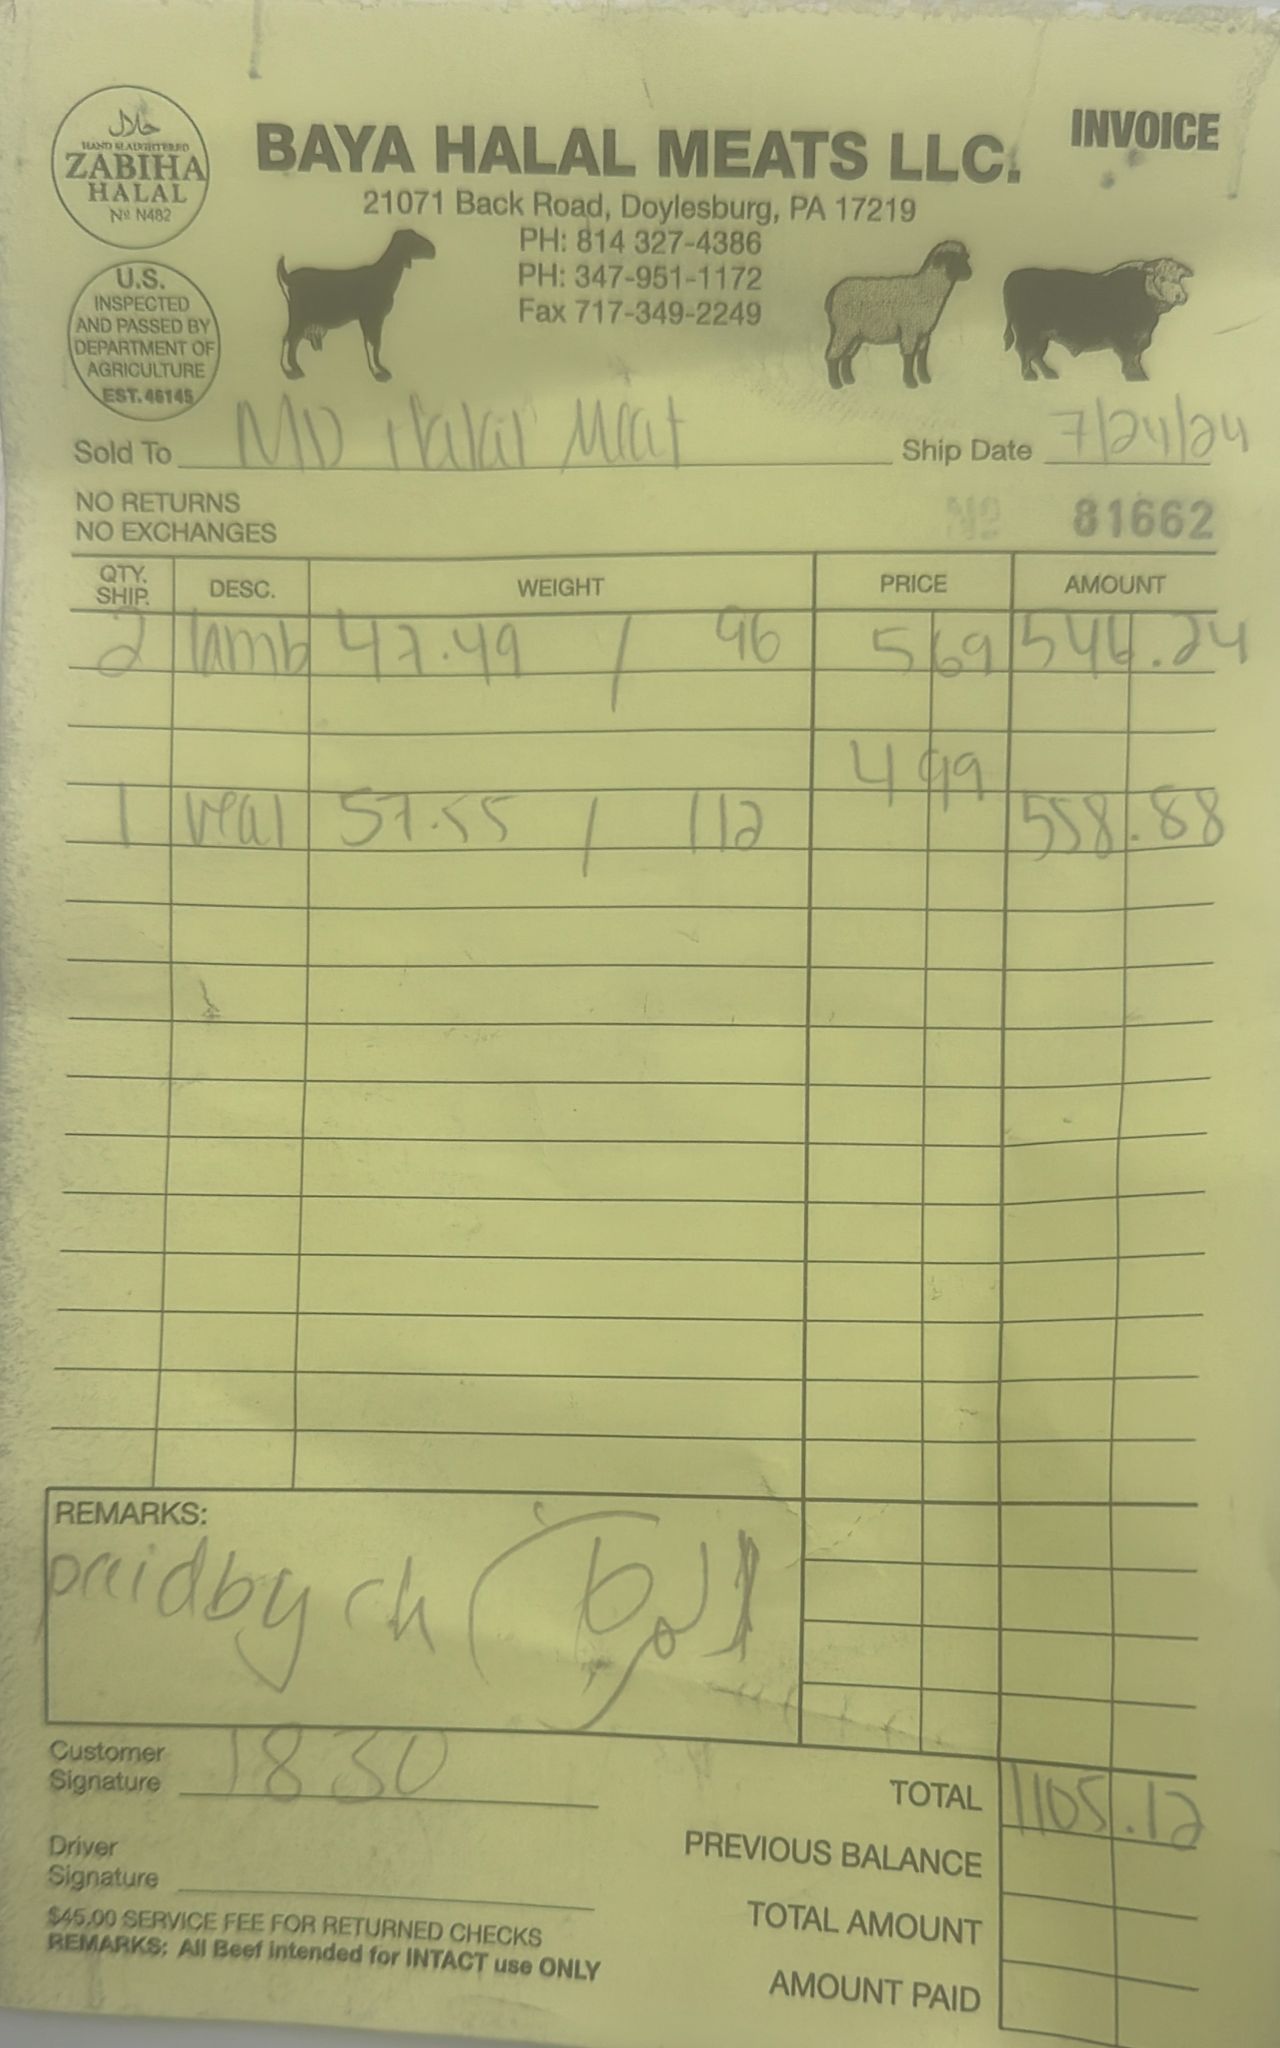 حلال
HAND SLAUGHTERED
ZABIHA
HALAL
No N482
BAYA HALAL MEATS LLC.
INVOICE
21071 Back Road, Doylesburg, PA 17219
PH: 814 327-4386
PH: 347-951-1172
Fax 717-349-2249
U.S.
INSPECTED
AND PASSED BY
DEPARTMENT OF
AGRICULTURE
EST. 46145
Sold To MD Halal Meat Ship Date 7/24/24
NO RETURNS
NO EXCHANGES
No 81662
QTY. SHIP. DESC. WEIGHT PRICE AMOUNT
2 lamb 47.49 / 96 5 69 546.24
1 veal 57.55 / 112 4 99 558.88
REMARKS:
paid by ch
Customer
Signature 1830
TOTAL 1105.12
Driver
Signature
PREVIOUS BALANCE
TOTAL AMOUNT
AMOUNT PAID
$45.00 SERVICE FEE FOR RETURNED CHECKS
REMARKS: All Beef intended for INTACT use ONLY